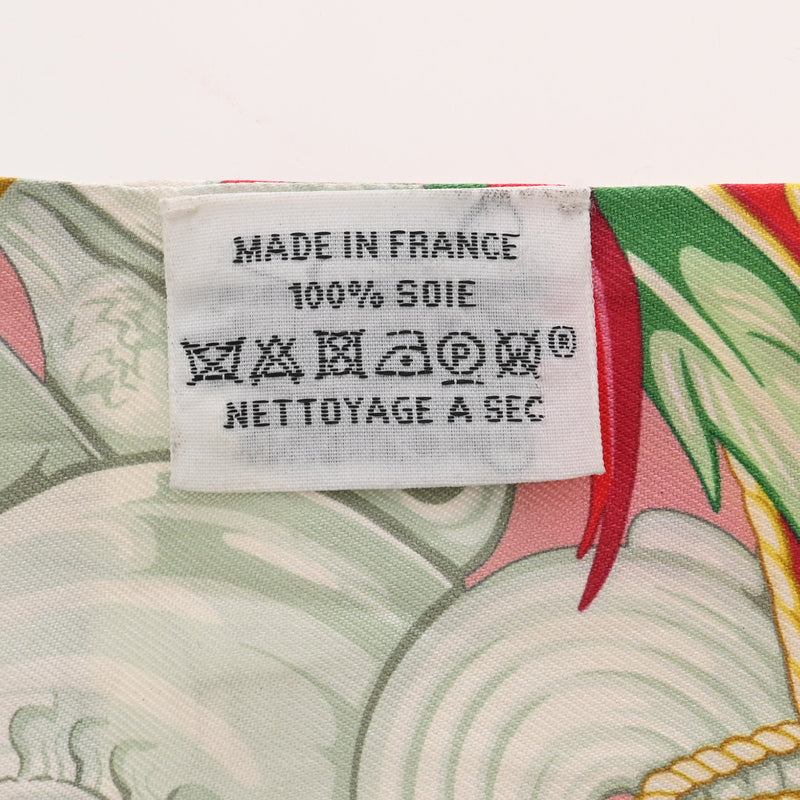 MADE IN FRANCE
100% SOIE
P ®
NETTOYAGE A SEC